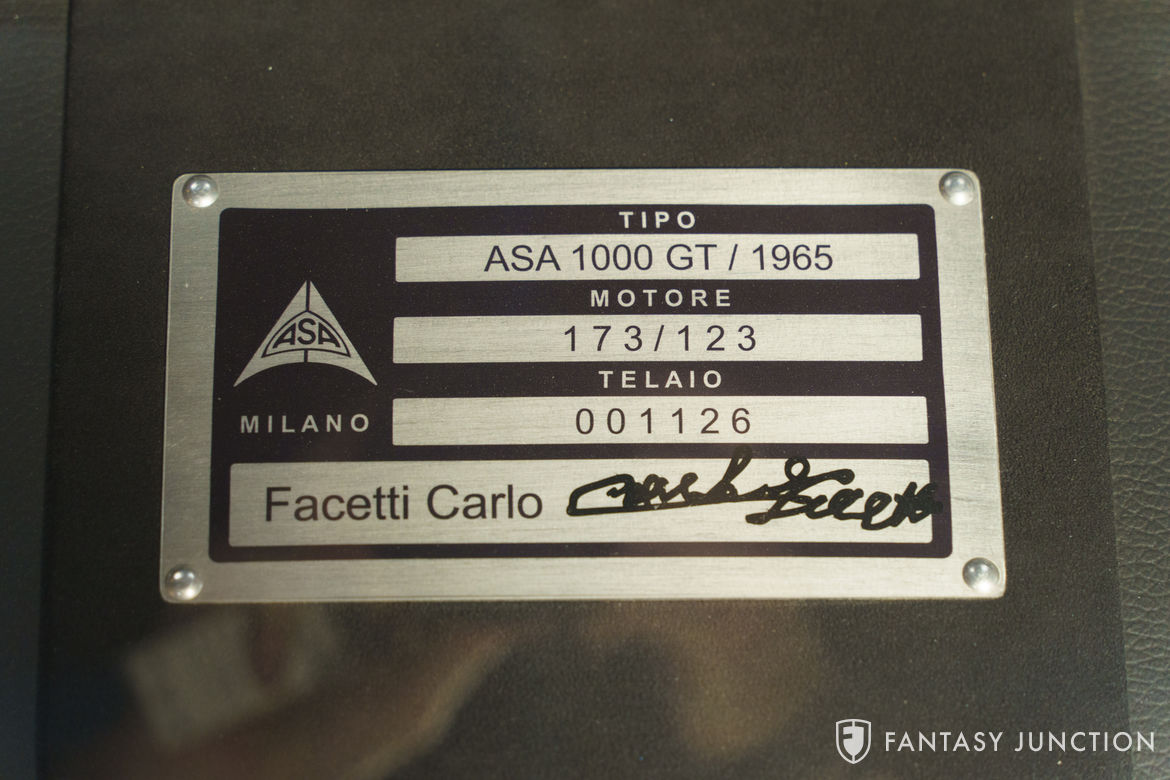 TIPO
ASA 1000 GT / 1965
MOTORE
173/123
ASA
TELAIO
001126
MILANO
Facetti Carlo
FANTASY JUNCTION